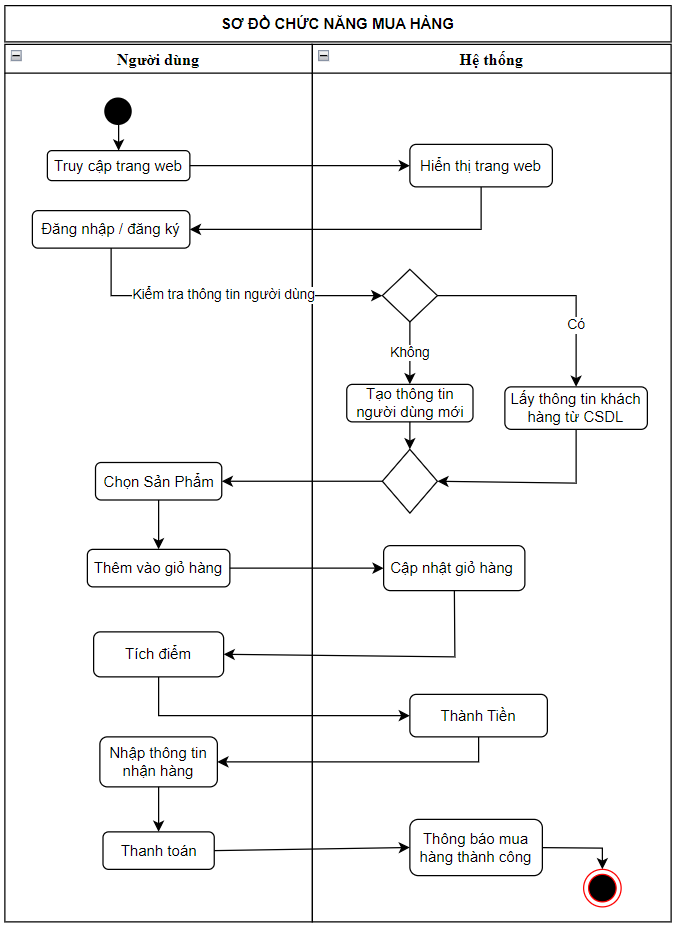 SƠ ĐỒ CHỨC NĂNG MUA HÀNG
Người dùng
Hệ thống
Truy cập trang web
Hiển thị trang web
Đăng nhập / đăng ký
Kiểm tra thông tin người dùng
Có
Không
Tạo thông tin
người dùng mới
Lấy thông tin khách
hàng từ CSDL
Chọn Sản Phẩm
Thêm vào giỏ hàng
Cập nhật giỏ hàng
Tích điểm
Thành Tiền
Nhập thông tin
nhận hàng
Thanh toán
Thông báo mua
hàng thành công